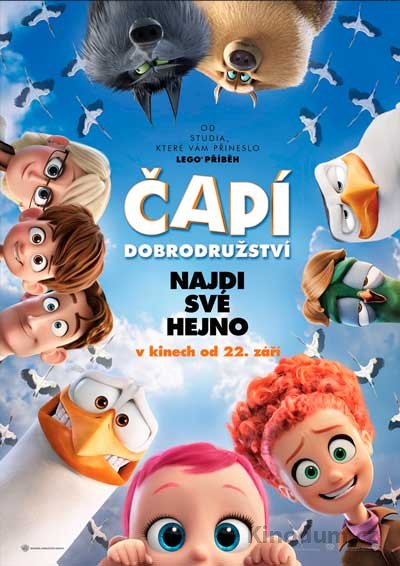 OD
STUDIA,
KTERÉ VÁM PŘINESLO
LEGO® PŘÍBĚH
ČAPÍ
DOBRODRUŽSTVÍ
NAJDI
SVÉ
HEJNO
v kinech od 22. září